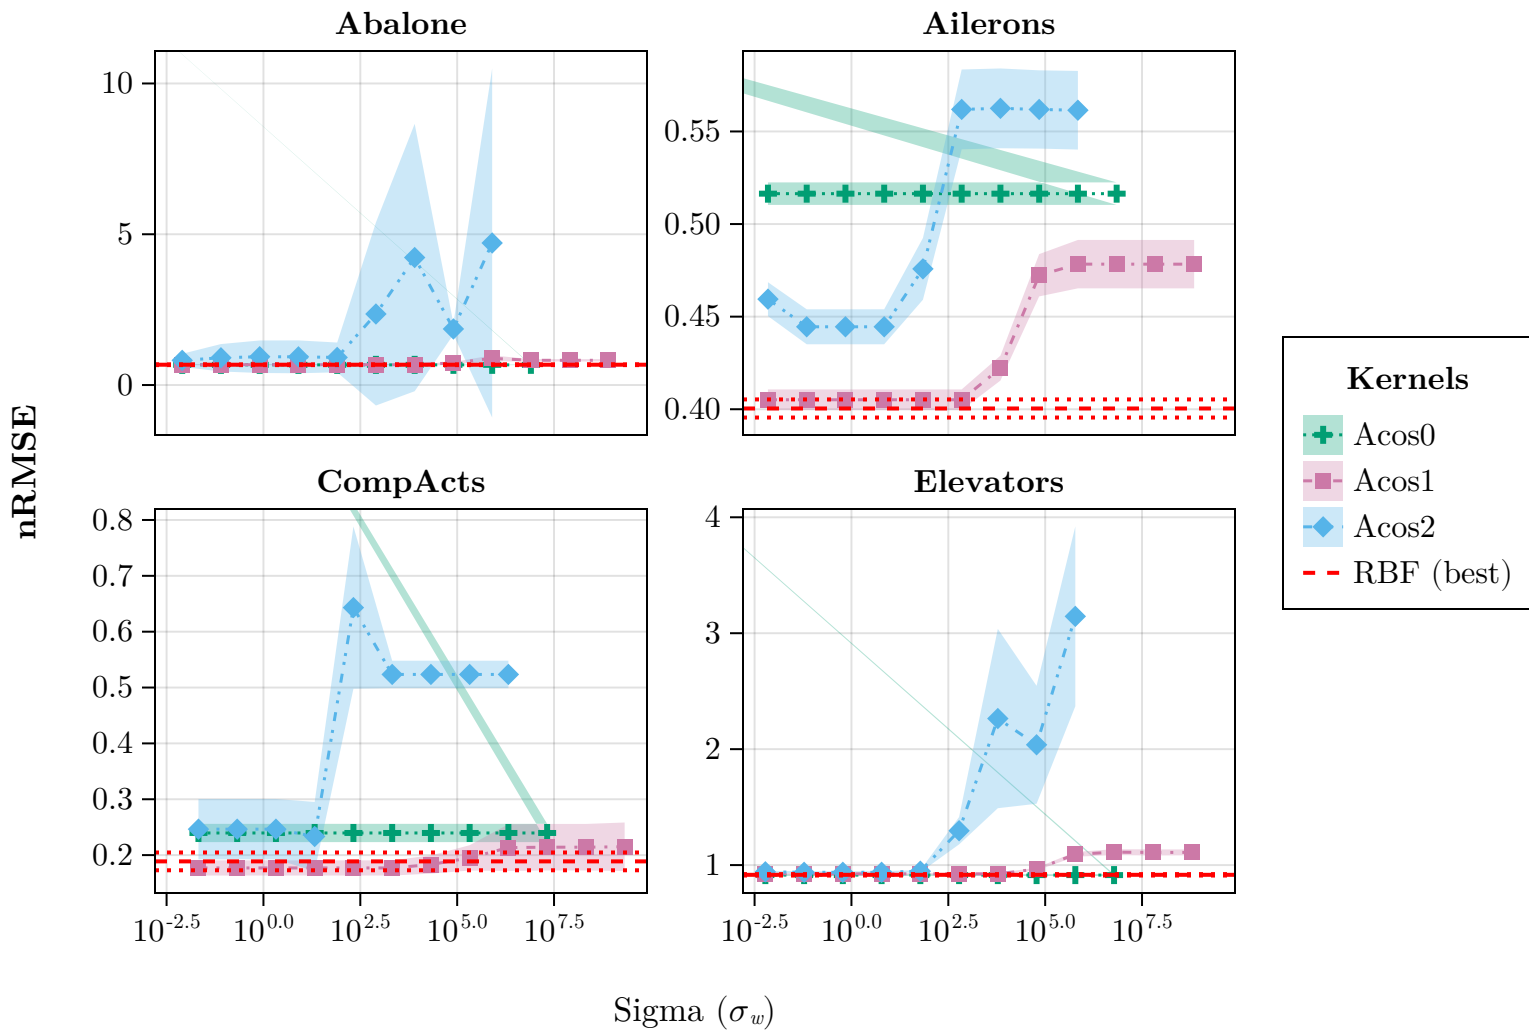 Abalone
Ailerons
10
5
0
0.55
0.50
0.45
0.40
CompActs
Elevators
0.8
0.7
0.6
0.5
0.4
0.3
0.2
4
3
2
1
10^-2.5 10^0.0 10^2.5 10^5.0 10^7.5
10^-2.5 10^0.0 10^2.5 10^5.0 10^7.5
nRMSE
Sigma (σ_w)
Kernels
Acos0
Acos1
Acos2
RBF (best)